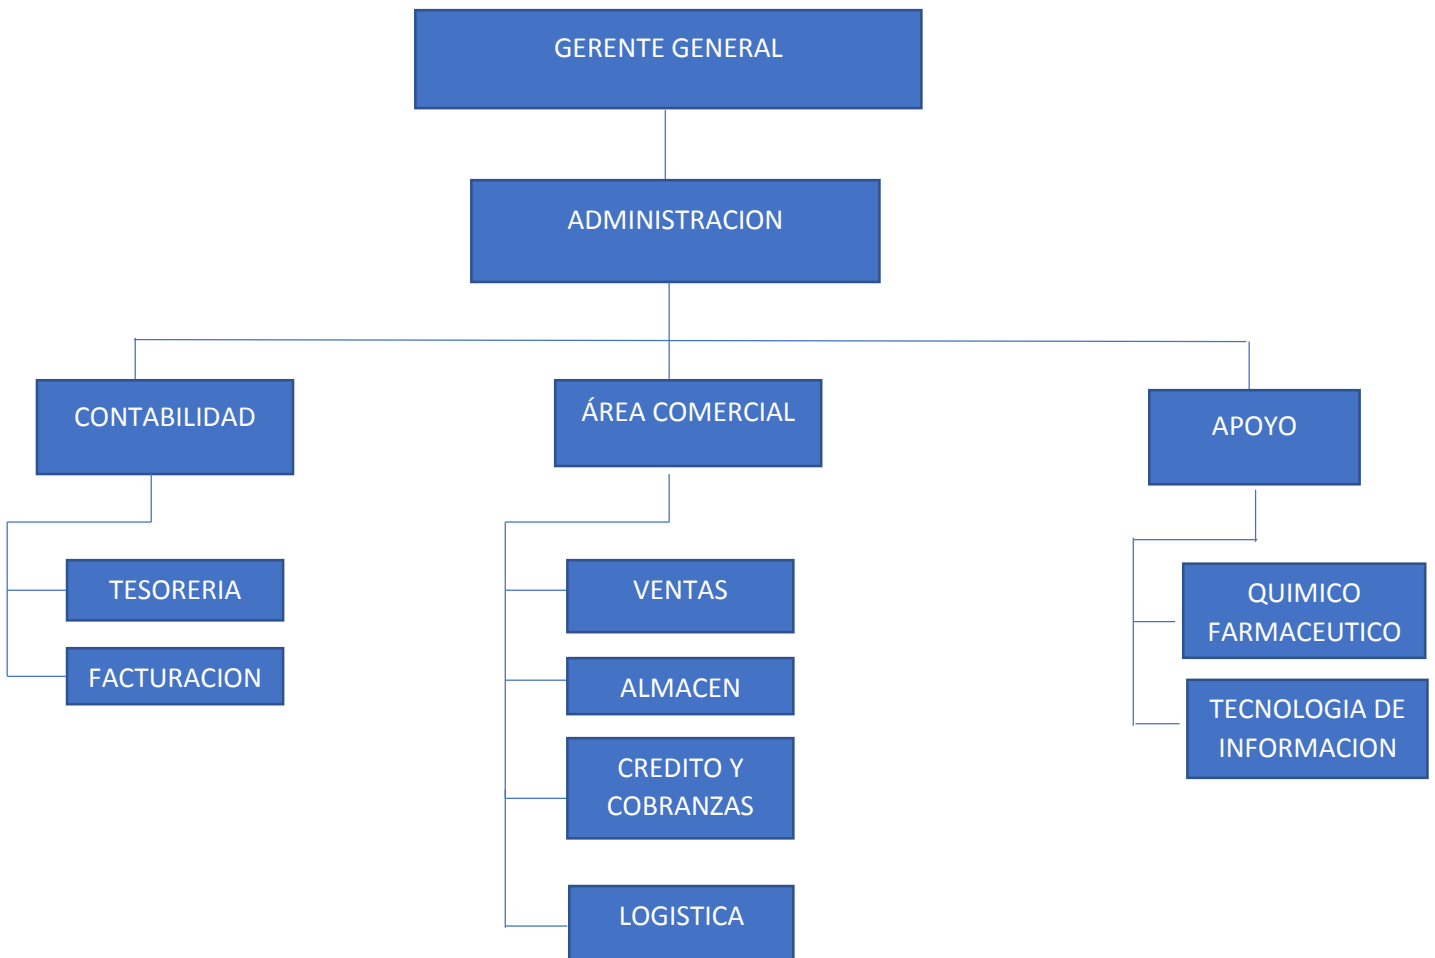 GERENTE GENERAL
ADMINISTRACION
CONTABILIDAD
ÁREA COMERCIAL
APOYO
TESORERIA
FACTURACION
VENTAS
ALMACEN
CREDITO Y
COBRANZAS
LOGISTICA
QUIMICO
FARMACEUTICO
TECNOLOGIA DE
INFORMACION